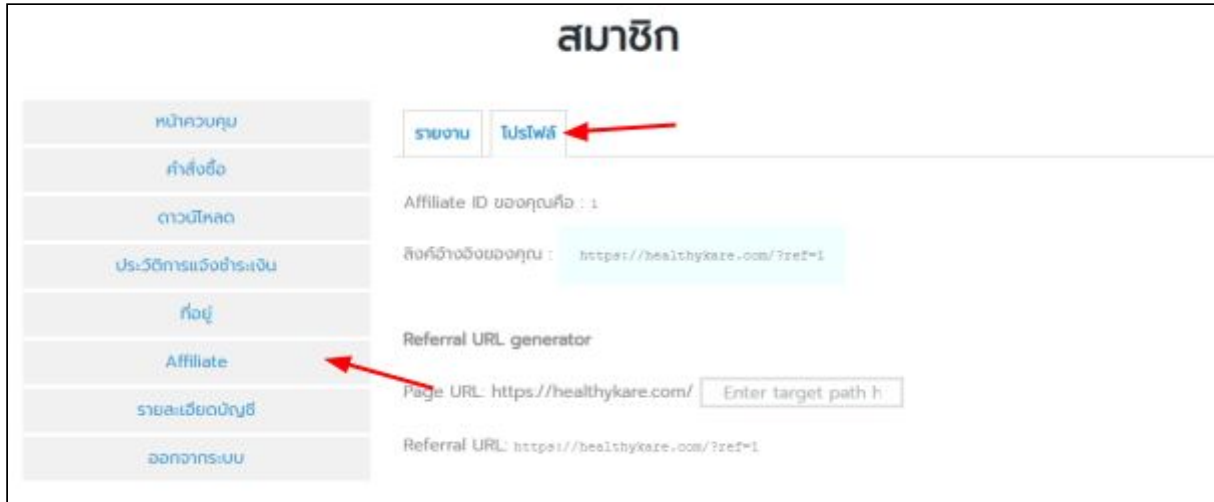 สมาชิก
หน้าควบคุม
คำสั่งซื้อ
ดาวน์โหลด
ประวัติการแจ้งชำระเงิน
ที่อยู่
Affiliate
รายละเอียดบัญชี
ออกจากระบบ
รายงาน โปรไฟล์
Affiliate ID ของคุณคือ : 1
ลิงค์อ้างอิงของคุณ : https://healthykare.com/?ref=1
Referral URL generator
Page URL: https://healthykare.com/ Enter target path h
Referral URL: https://healthykare.com/?ref=1